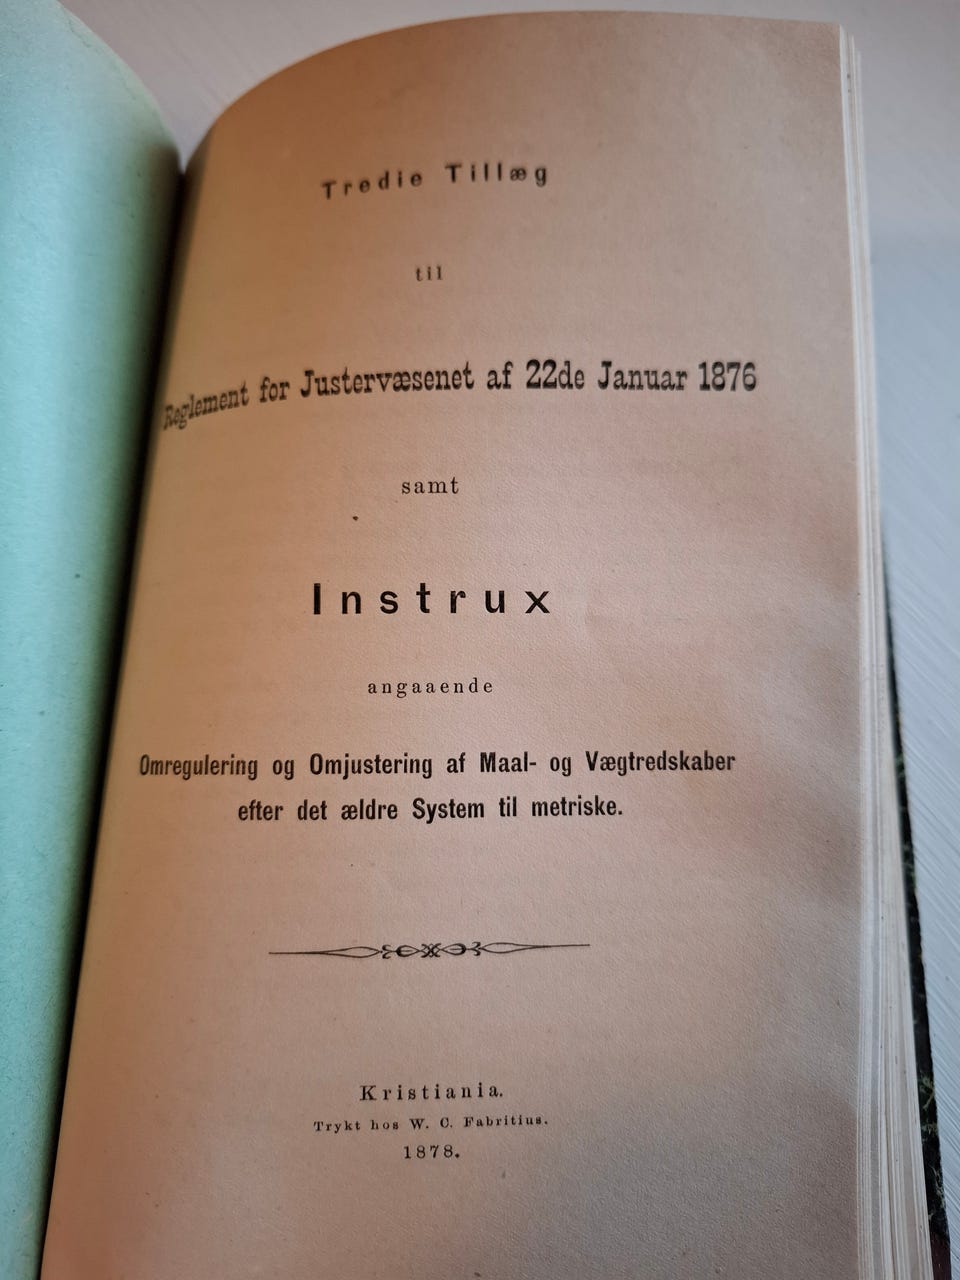 Tredie Tillæg
til
Reglement for Justervæsenet af 22de Januar 1876
samt
Instrux
angaaende
Omregulering og Omjustering af Maal- og Vægtredskaber
efter det ældre System til metriske.
Kristiania.
Trykt hos W. C. Fabritius.
1878.